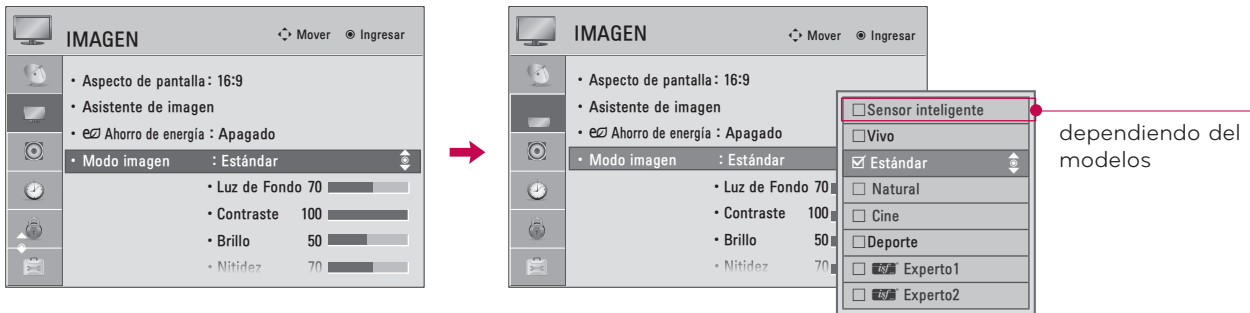 IMAGEN
Mover
Ingresar
• Aspecto de pantalla : 16:9
• Asistente de imagen
• Ahorro de energía : Apagado
• Modo imagen : Estándar
• Luz de Fondo 70
• Contraste 100
• Brillo 50
• Nitidez 70
IMAGEN
Mover
Ingresar
• Aspecto de pantalla : 16:9
• Asistente de imagen
• Ahorro de energía : Apagado
• Modo imagen : Estándar
• Luz de Fondo 70
• Contraste 100
• Brillo 50
• Nitidez 70
Sensor inteligente
Vivo
Estándar
Natural
Cine
Deporte
isf Experto1
isf Experto2
dependiendo del
modelos